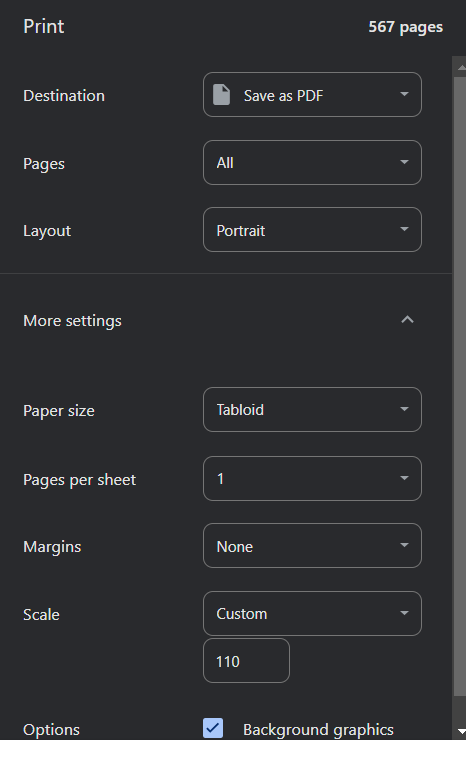 Print 567 pages
Destination Save as PDF
Pages All
Layout Portrait
More settings
Paper size Tabloid
Pages per sheet 1
Margins None
Scale Custom
110
Options Background graphics